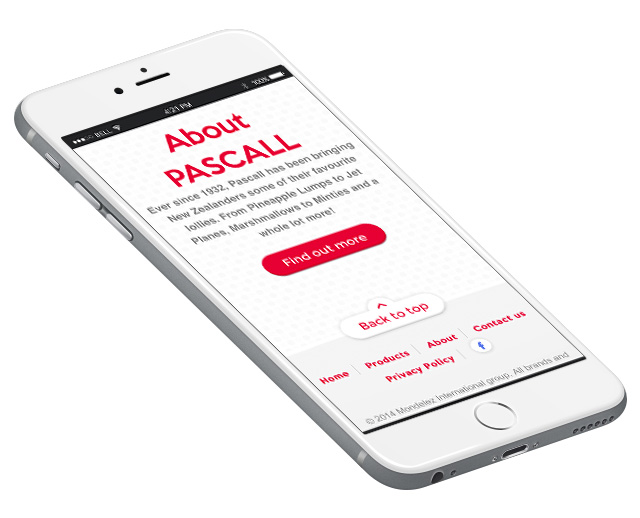 BELL 4:21 PM 100%
About
PASCALL
Ever since 1932, Pascall has been bringing
New Zealanders some of their favourite
lollies. From Pineapple Lumps to Jet
Planes, Marshmallows to Minties and a
whole lot more!
Find out more
Back to top
Home Products About Contact us
Privacy Policy
© 2014 Mondelez International group. All brands and